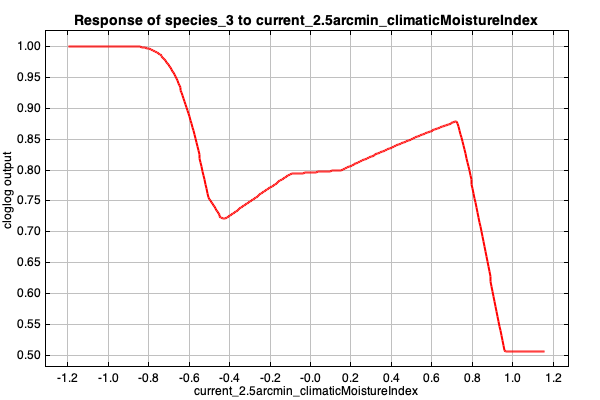 Response of species_3 to current_2.5arcmin_climaticMoistureIndex
1.00
0.95
0.90
0.85
0.80
0.75
0.70
0.65
0.60
0.55
0.50
cloglog output
-1.2 -1.0 -0.8 -0.6 -0.4 -0.2 -0.0 0.2 0.4 0.6 0.8 1.0 1.2
current_2.5arcmin_climaticMoistureIndex